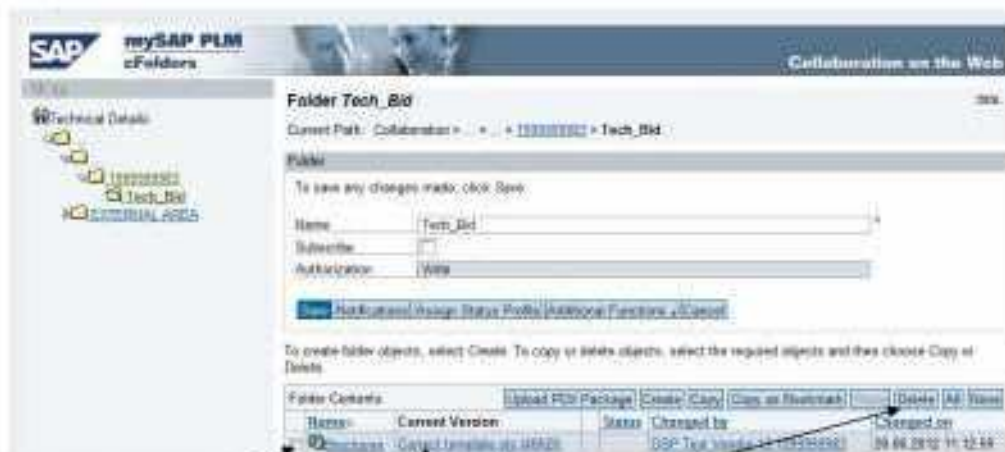 SAP mySAP PLM
cFolders
Collaboration on the Web
Technical Details
Tech_Bid
EXTERNAL AREA
Folder Tech_Bid
Current Path: Collaboration > ... > ... > > Tech_Bid
Folder
To save any changes made, click Save.
Name Tech_Bid *
Subscribe
Authorization Write
Save Notifications Assign Status Profile Additional Functions Cancel
To create folder objects, select Create. To copy or delete objects, select the required objects and then choose Copy or
Delete.
Folder Contents Upload PDX Package Create Copy Copy as Bookmark Delete All None
Name Current Version Status Changed by Changed on